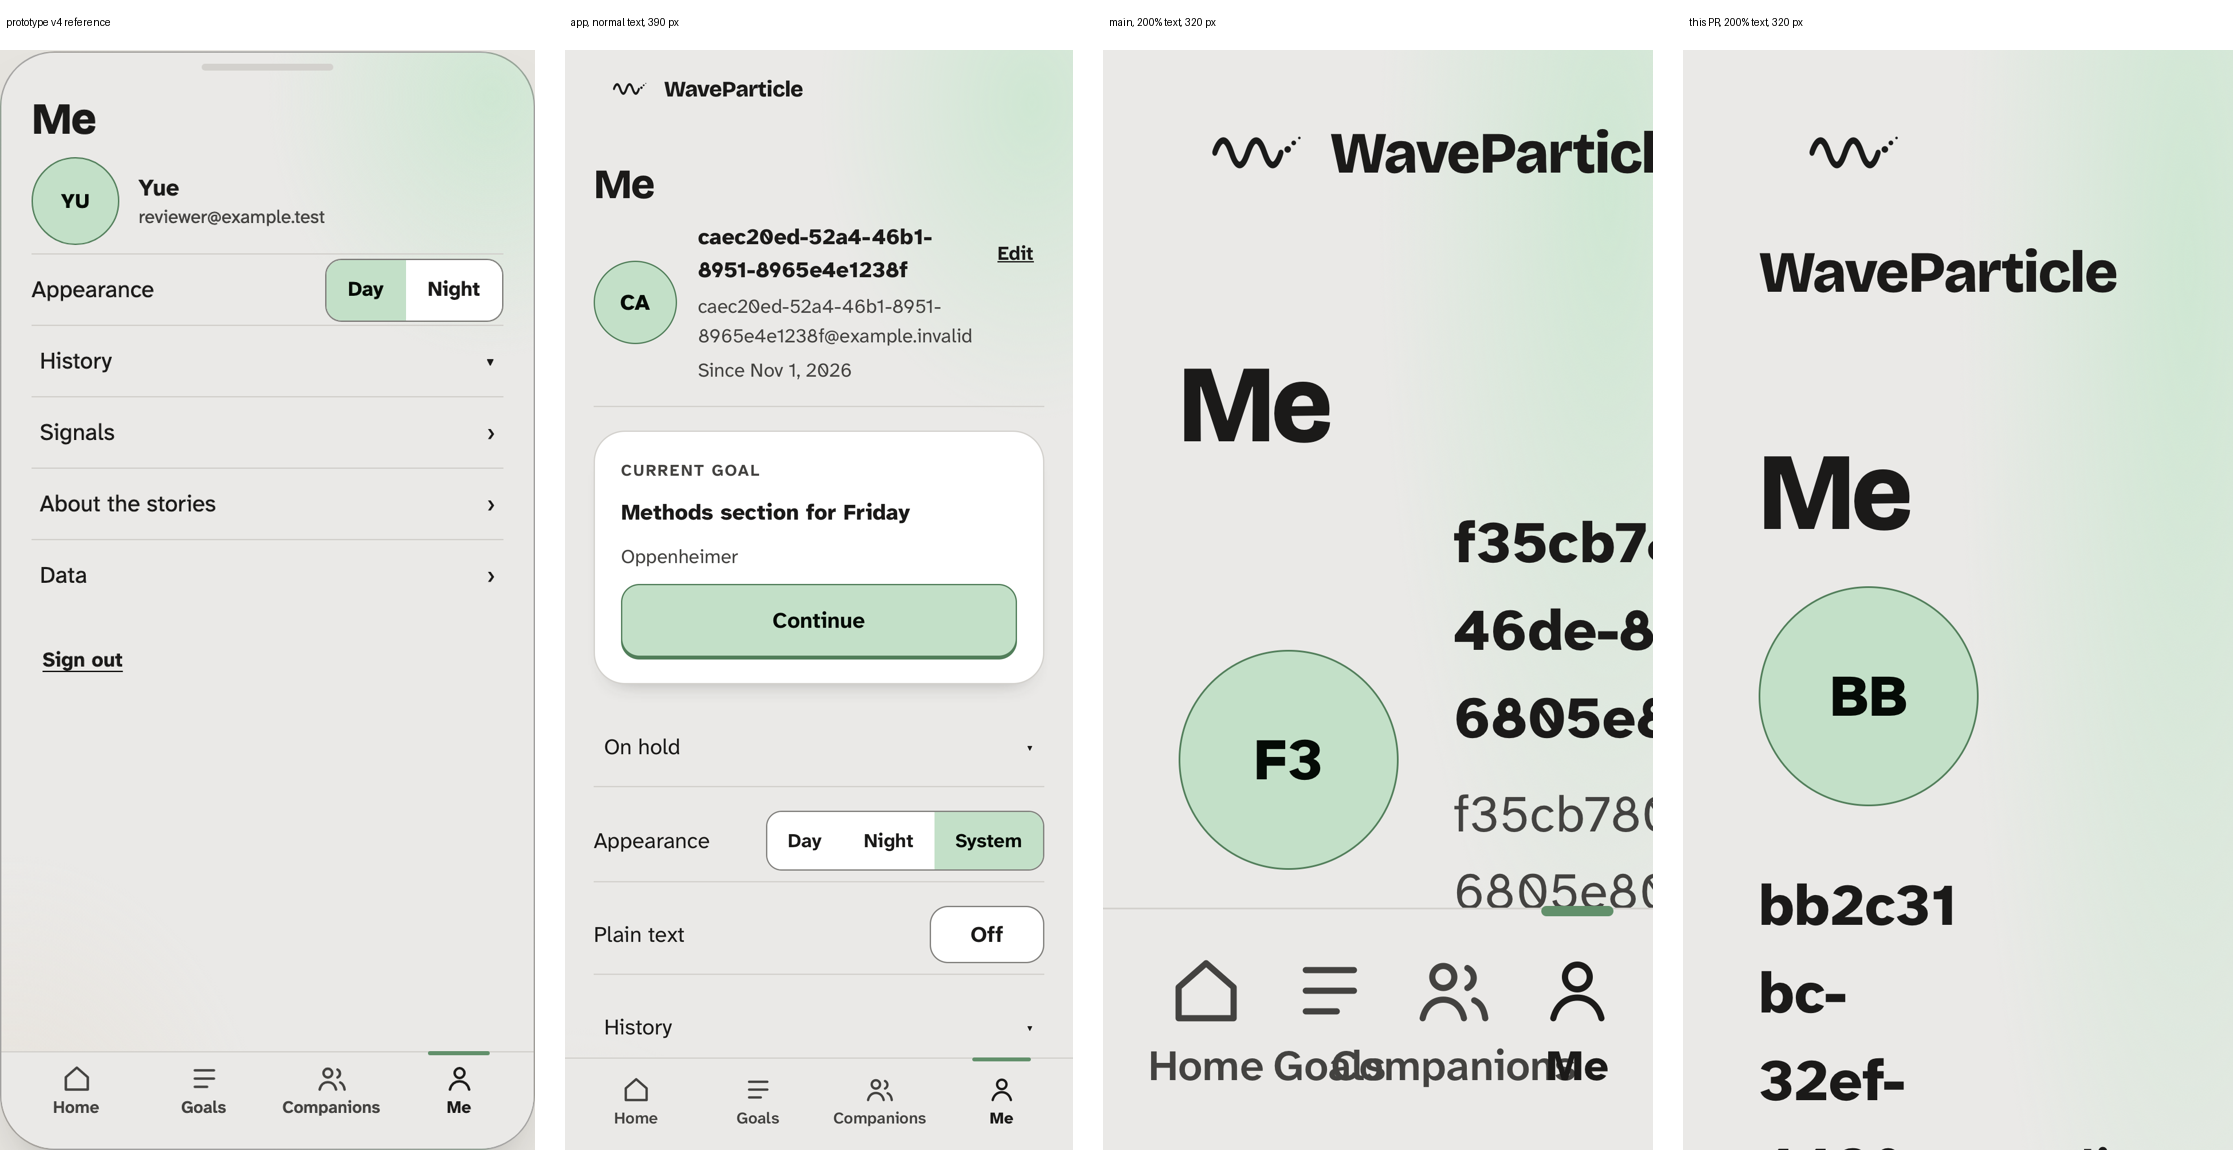 prototype v4 reference
Me
YU
Yue
reviewer@example.test
Appearance
Day
Night
History
Signals
About the stories
Data
Sign out
Home
Goals
Companions
Me
app, normal text, 390 px
WaveParticle
Me
CA
caec20ed-52a4-46b1-
8951-8965e4e1238f
Edit
caec20ed-52a4-46b1-8951-
8965e4e1238f@example.invalid
Since Nov 1, 2026
CURRENT GOAL
Methods section for Friday
Oppenheimer
Continue
On hold
Appearance
Day
Night
System
Plain text
Off
History
Home
Goals
Companions
Me
main, 200% text, 320 px
WaveParticl
Me
F3
f35cb78
46de-8
6805e8
f35cb780
6805e80
Home
Goals
Companions
Me
this PR, 200% text, 320 px
WaveParticle
Me
BB
bb2c31
bc-
32ef-